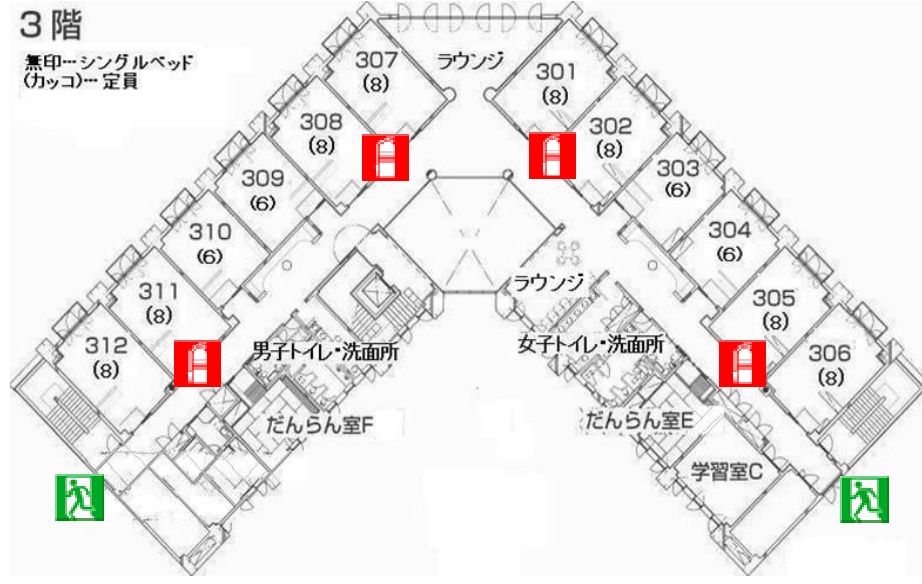 3階
無印…シングルベッド
(カッコ)…定員
307
(8)
ラウンジ
301
(8)
308
(8)
302
(8)
309
(6)
303
(6)
310
(6)
304
(6)
311
(8)
ラウンジ
305
(8)
312
(8)
男子トイレ・洗面所
女子トイレ・洗面所
306
(8)
だんらん室F
だんらん室E
学習室C